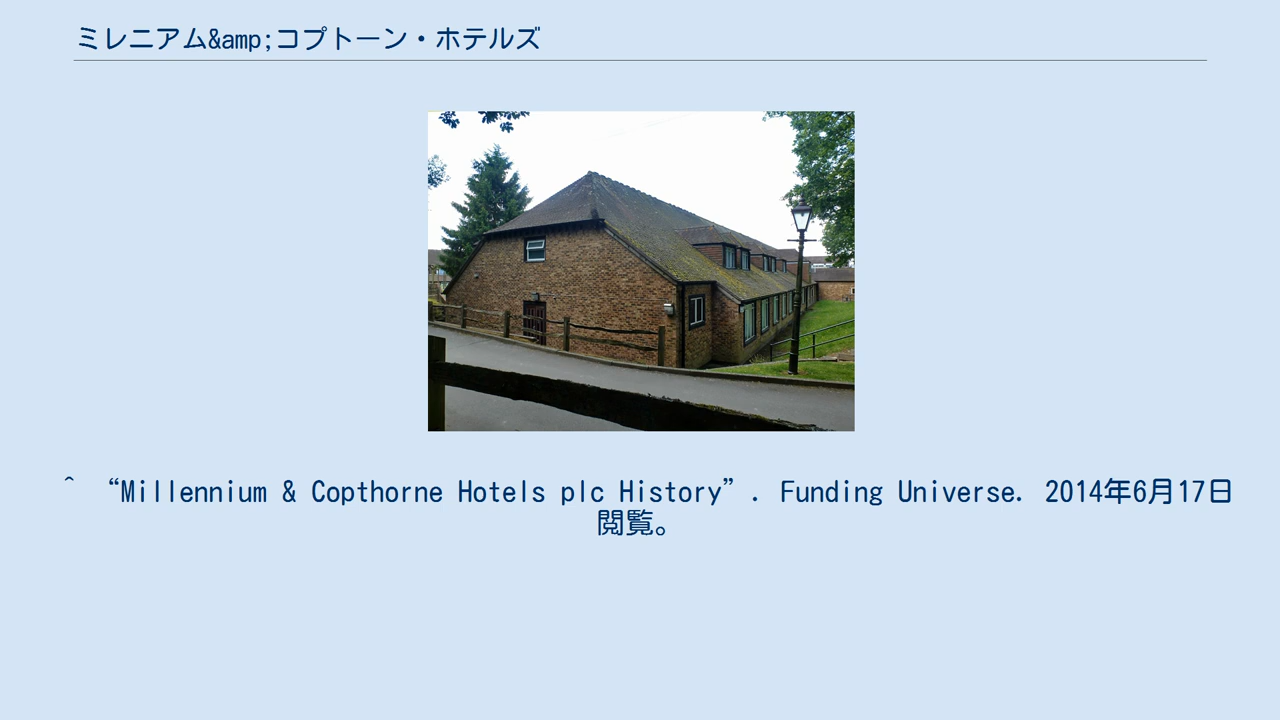 ミレニアム&amp;コプトーン・ホテルズ
^ “Millennium & Copthorne Hotels plc History”. Funding Universe. 2014年6月17日
閲覧。